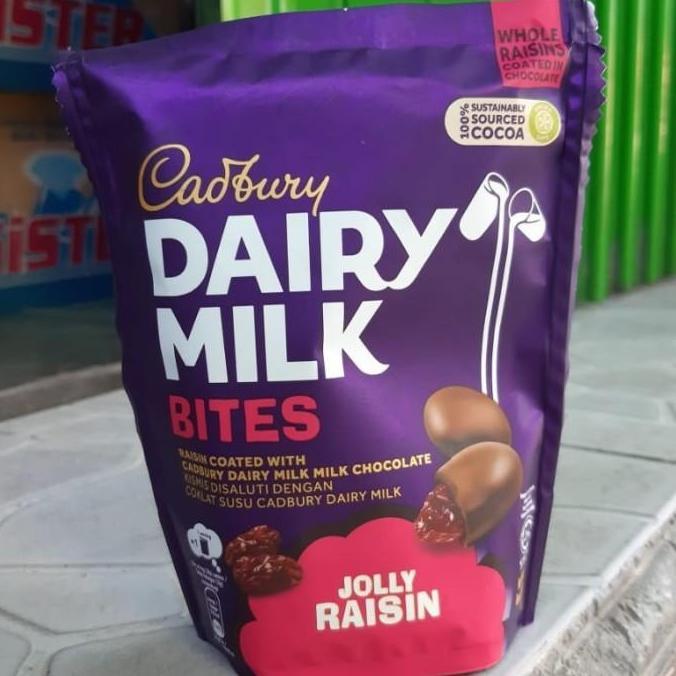 WHOLE
RAISINS
COATED IN
CHOCOLATE
100%
SUSTAINABLY
SOURCED
COCOA
Cadbury
DAIRY
MILK
BITES
RAISIN COATED WITH
CADBURY DAIRY MILK MILK CHOCOLATE
KISMIS DISALUTI DENGAN
COKLAT SUSU CADBURY DAIRY MILK
JOLLY
RAISIN